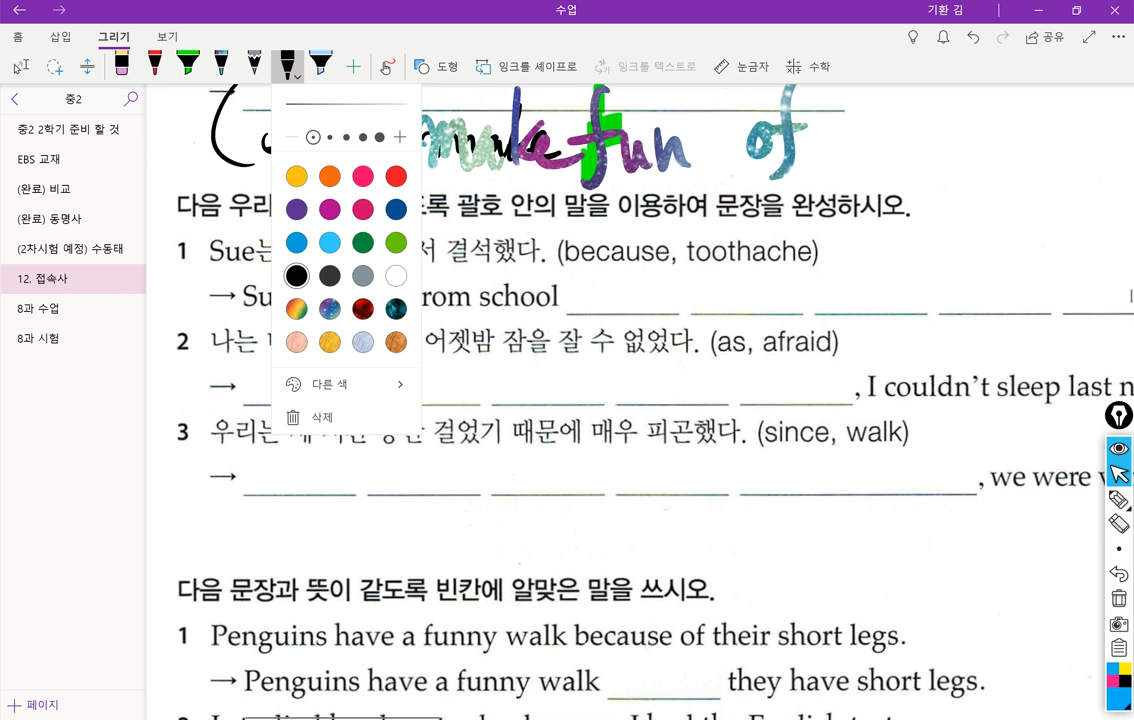 수업
기환 김
홈 삽입 그리기 보기
공유
도형 잉크를 셰이프로 잉크를 텍스트로 눈금자 수학
중2
중2 2학기 준비 할 것
EBS 교재
(완료) 비교
(완료) 동명사
(2차시험 예정) 수동태
12. 접속사
8과 수업
8과 시험
페이지
다른 색
삭제
make fun of
다음 우리 록 괄호 안의 말을 이용하여 문장을 완성하시오.
1 Sue는 서 결석했다. (because, toothache)
→ Su rom school
2 나는 어젯밤 잠을 잘 수 없었다. (as, afraid)
→ , I couldn't sleep last n
3 우리는 걸었기 때문에 매우 피곤했다. (since, walk)
→ , we were
다음 문장과 뜻이 같도록 빈칸에 알맞은 말을 쓰시오.
1 Penguins have a funny walk because of their short legs.
→ Penguins have a funny walk they have short legs.